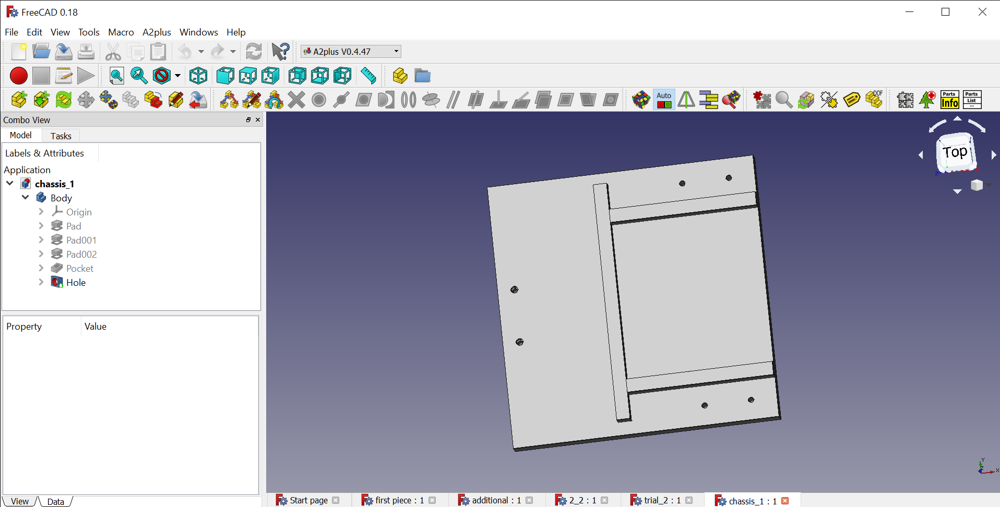 FreeCAD 0.18
File Edit View Tools Macro A2plus Windows Help
A2plus V0.4.47
Auto
DOF
Parts Info
Parts List
Combo View
Model Tasks
Labels & Attributes
Application
chassis_1
Body
Origin
Pad
Pad001
Pad002
Pocket
Hole
Property Value
View Data
Top
Y
Z
X
Start page first piece : 1 additional : 1 2_2 : 1 trial_2 : 1 chassis_1 : 1